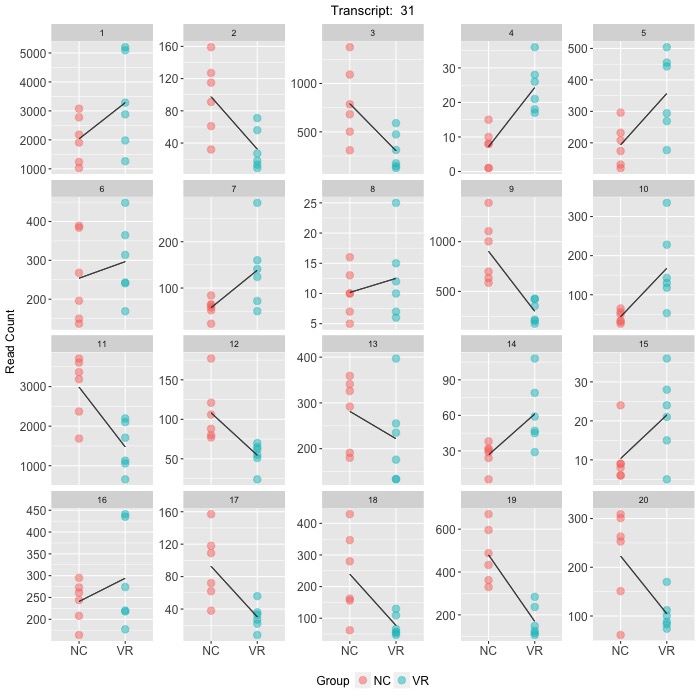 Transcript: 31
1 2 3 4 5
5000 4000 3000 2000 1000
160 120 80 40
1000 500
30 20 10 0
500 400 300 200
6 7 8 9 10
400 300 200
200 100
25 20 15 10 5
1000 500
300 200 100
Read Count
11 12 13 14 15
3000 2000 1000
150 100 50
400 300 200
90 60 30
30 20 10
16 17 18 19 20
450 400 350 300 250 200
160 120 80 40
400 300 200 100
600 400 200
300 200 100
NC VR NC VR NC VR NC VR NC VR
Group NC VR